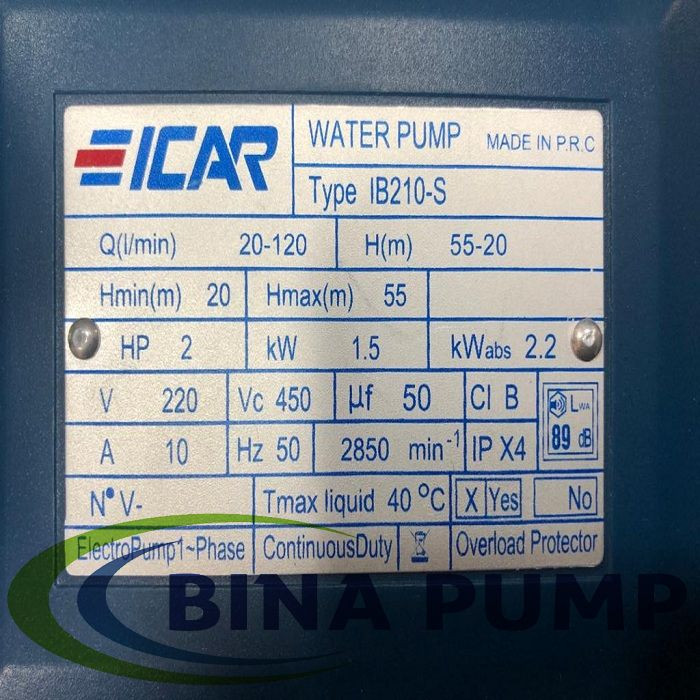 EICAR
WATER PUMP MADE IN P.R.C
Type IB210-S
Q(l/min) 20-120 H(m) 55-20
Hmin(m) 20 Hmax(m) 55
HP 2 kW 1.5 kWabs 2.2
V 220 Vc 450 µf 50 Cl B
LWA
89 dB
A 10 Hz 50 2850 min-1 IP X4
N° V- Tmax liquid 40 °C X Yes No
ElectroPump1~Phase ContinuousDuty Overload Protector
BINA PUMP